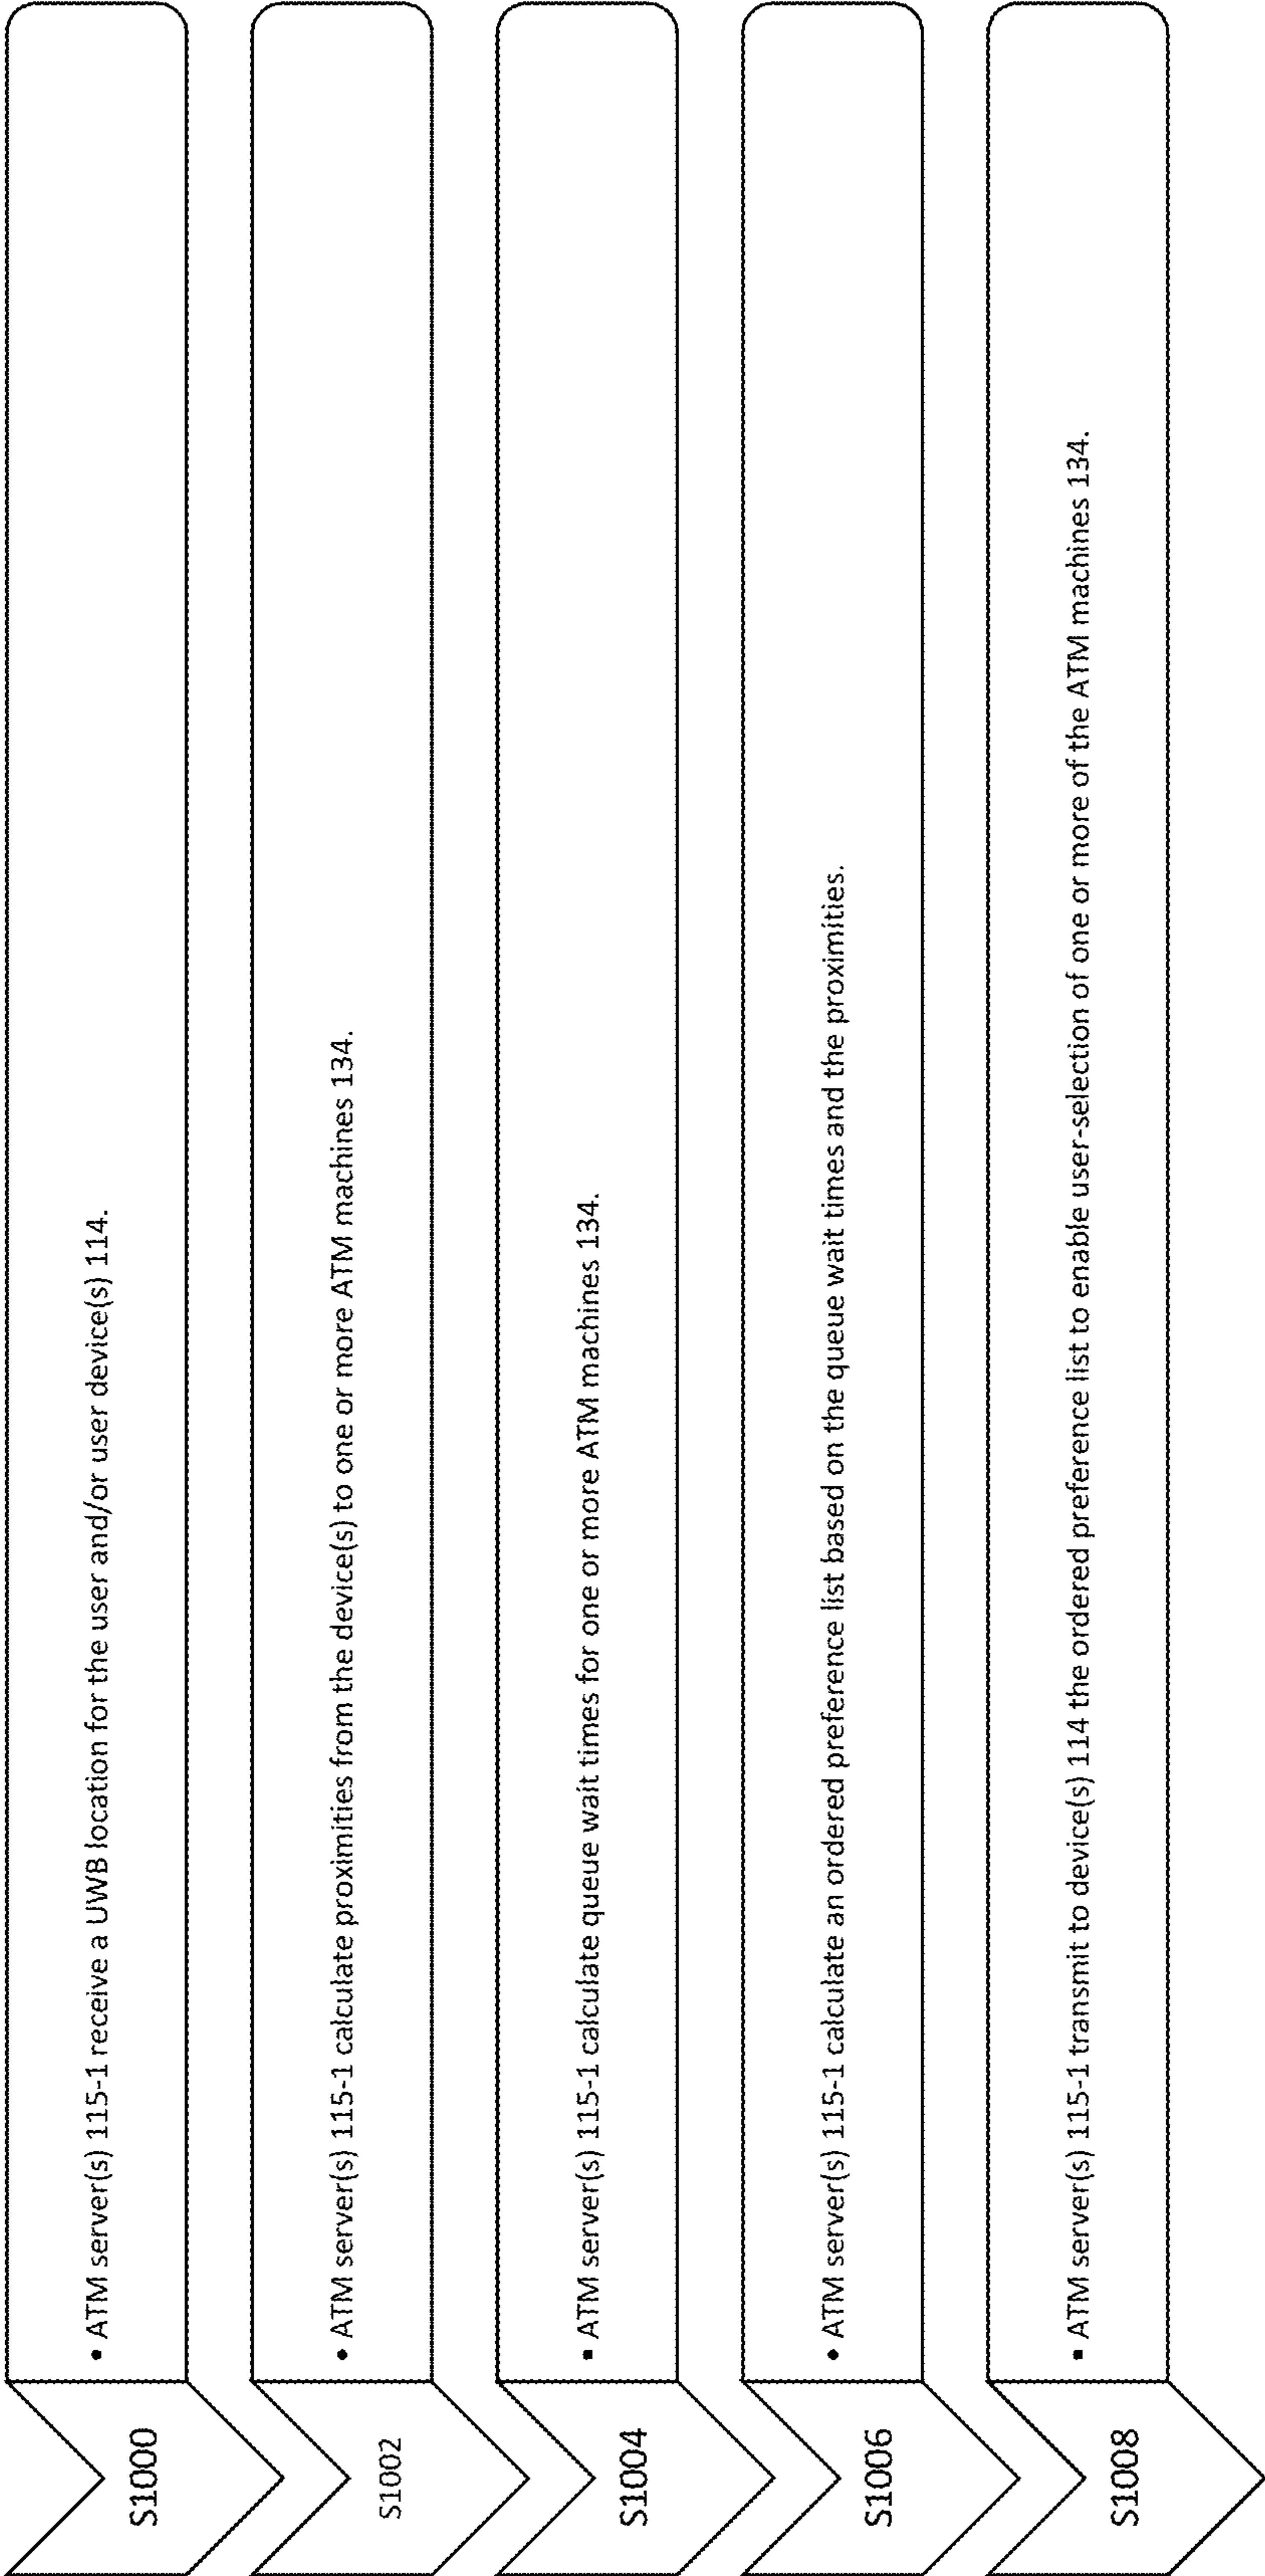 S1000
• ATM server(s) 115-1 receive a UWB location for the user and/or user device(s) 114.
S1002
• ATM server(s) 115-1 calculate proximities from the device(s) to one or more ATM machines 134.
S1004
▪ ATM server(s) 115-1 calculate queue wait times for one or more ATM machines 134.
S1006
• ATM server(s) 115-1 calculate an ordered preference list based on the queue wait times and the proximities.
S1008
▪ ATM server(s) 115-1 transmit to device(s) 114 the ordered preference list to enable user-selection of one or more of the ATM machines 134.